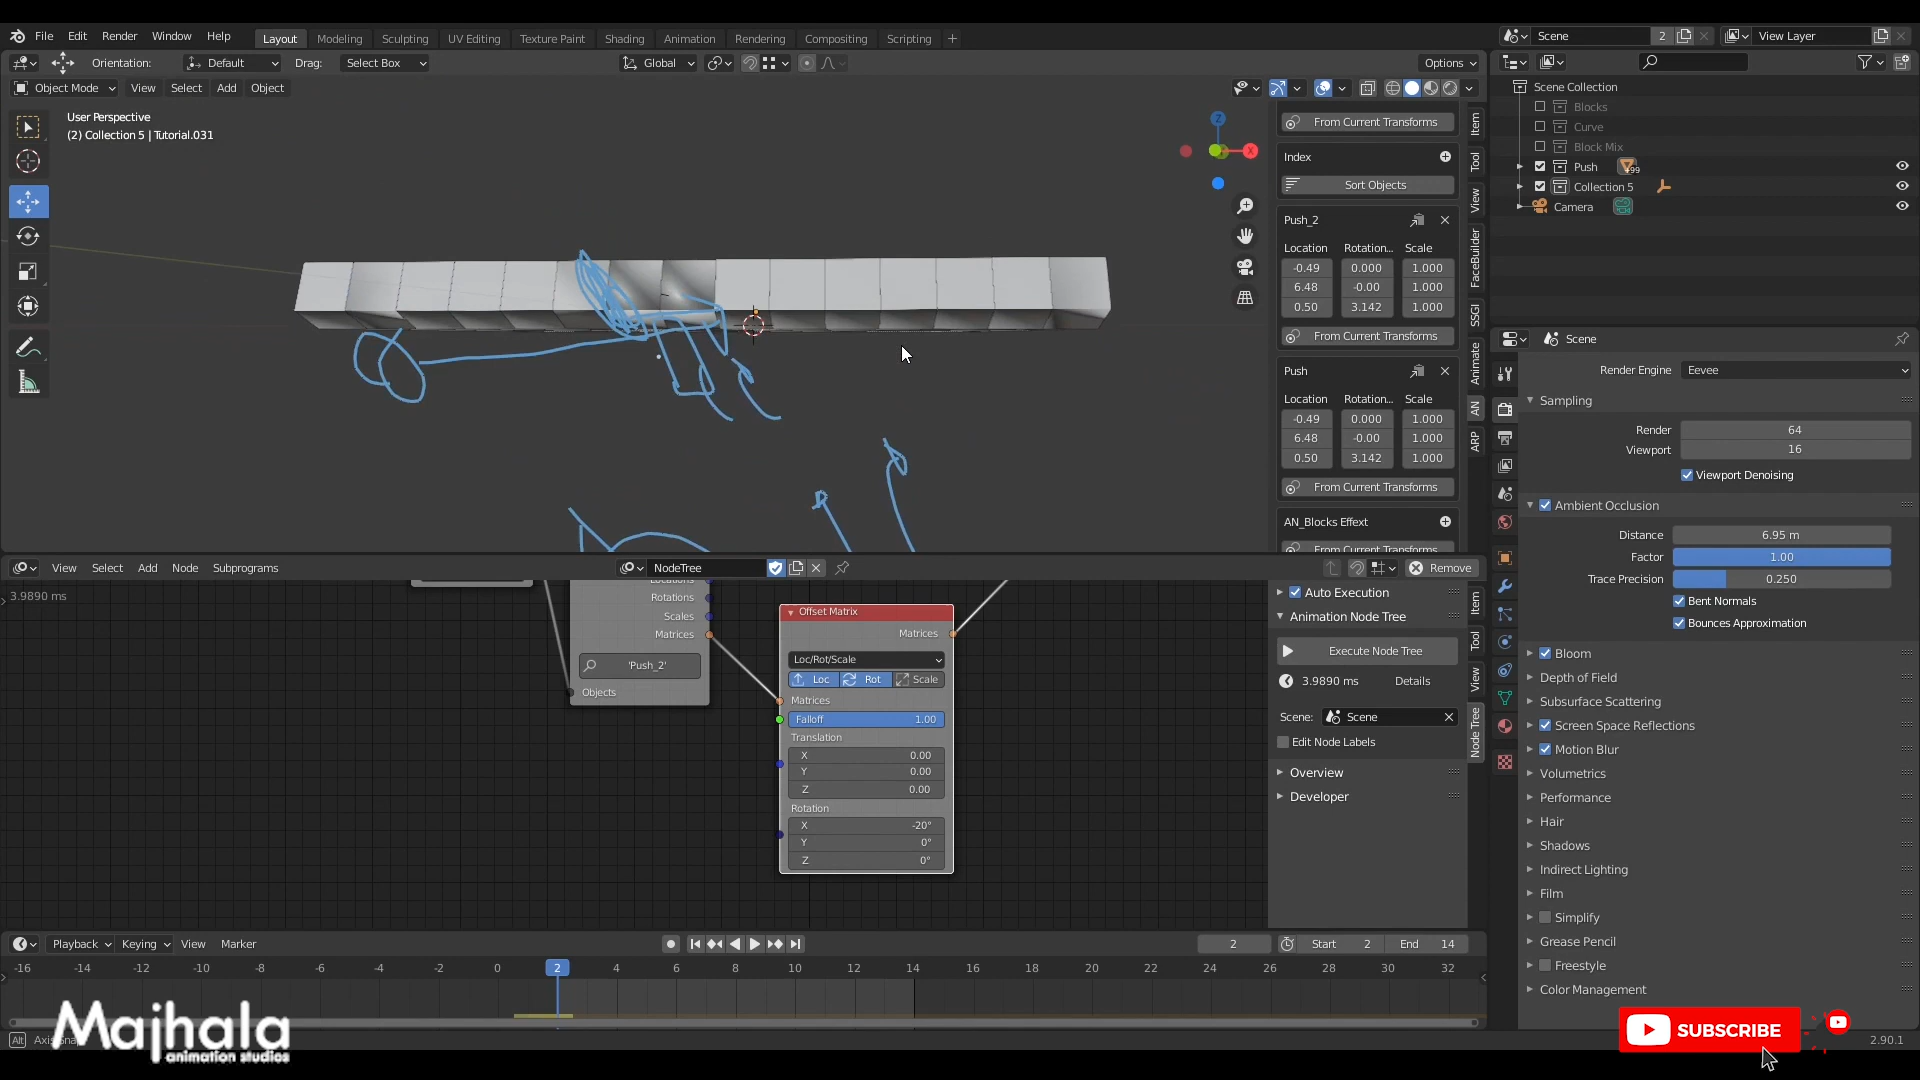 File Edit Render Window Help Layout Modeling Sculpting UV Editing Texture Paint Shading Animation Rendering Compositing Scripting Scene 2 View Layer
Orientation: Default Drag: Select Box Global Options
Object Mode View Select Add Object
User Perspective
(2) Collection 5 | Tutorial.031
From Current Transforms
Index
Sort Objects
Push_2
Location Rotation... Scale
-0.49 0.000 1.000
6.48 -0.00 1.000
0.50 3.142 1.000
From Current Transforms
Push
Location Rotation... Scale
-0.49 0.000 1.000
6.48 -0.00 1.000
0.50 3.142 1.000
From Current Transforms
AN_Blocks Effext
From Current Transforms
Item
Tool
View
FaceBuilder
SSGI
Animate
AN
ARP
Scene Collection
Blocks
Curve
Block Mix
Push
Collection 5
Camera
Scene
Render Engine Eevee
Sampling
Render 64
Viewport 16
Viewport Denoising
Ambient Occlusion
Distance 6.95 m
Factor 1.00
Trace Precision 0.250
Bent Normals
Bounces Approximation
Bloom
Depth of Field
Subsurface Scattering
Screen Space Reflections
Motion Blur
Volumetrics
Performance
Hair
Shadows
Indirect Lighting
Film
Simplify
Grease Pencil
Freestyle
Color Management
View Select Add Node Subprograms NodeTree Remove
3.9890 ms
Locations
Rotations
Scales
Matrices
'Push_2'
Objects
Offset Matrix
Matrices
Loc/Rot/Scale
Loc Rot Scale
Matrices
Falloff 1.00
Translation
X 0.00
Y 0.00
Z 0.00
Rotation
X -20°
Y 0°
Z 0°
Auto Execution
Animation Node Tree
Execute Node Tree
3.9890 ms Details
Scene: Scene
Edit Node Labels
Overview
Developer
Item
Tool
View
Node Tree
Playback Keying View Marker 2 Start 2 End 14
-16 -14 -12 -10 -8 -6 -4 -2 0 2 4 6 8 10 12 14 16 18 20 22 24 26 28 30 32
Majhala
animation studios
SUBSCRIBE
Alt 2.90.1